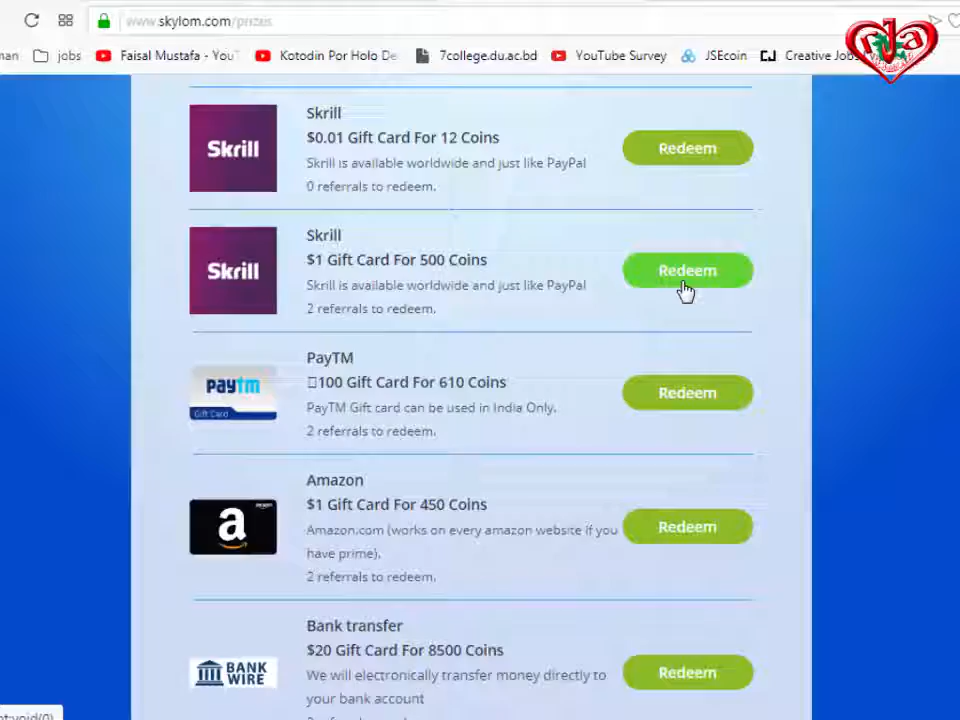 www.skylom.com/prizes
man jobs Faisal Mustafa - You Kotodin Por Holo De 7college.du.ac.bd YouTube Survey JSEcoin Creative Jobs
Skrill
Skrill
$0.01 Gift Card For 12 Coins
Redeem
Skrill is available worldwide and just like PayPal
0 referrals to redeem.
Skrill
Skrill
$1 Gift Card For 500 Coins
Redeem
Skrill is available worldwide and just like PayPal
2 referrals to redeem.
PayTM
paytm
Gift Card
100 Gift Card For 610 Coins
Redeem
PayTM Gift card can be used in India Only.
2 referrals to redeem.
Amazon
$1 Gift Card For 450 Coins
a
Redeem
Amazon.com (works on every amazon website if you
have prime).
2 referrals to redeem.
Bank transfer
$20 Gift Card For 8500 Coins
BANK
WIRE
Redeem
We will electronically transfer money directly to
your bank account